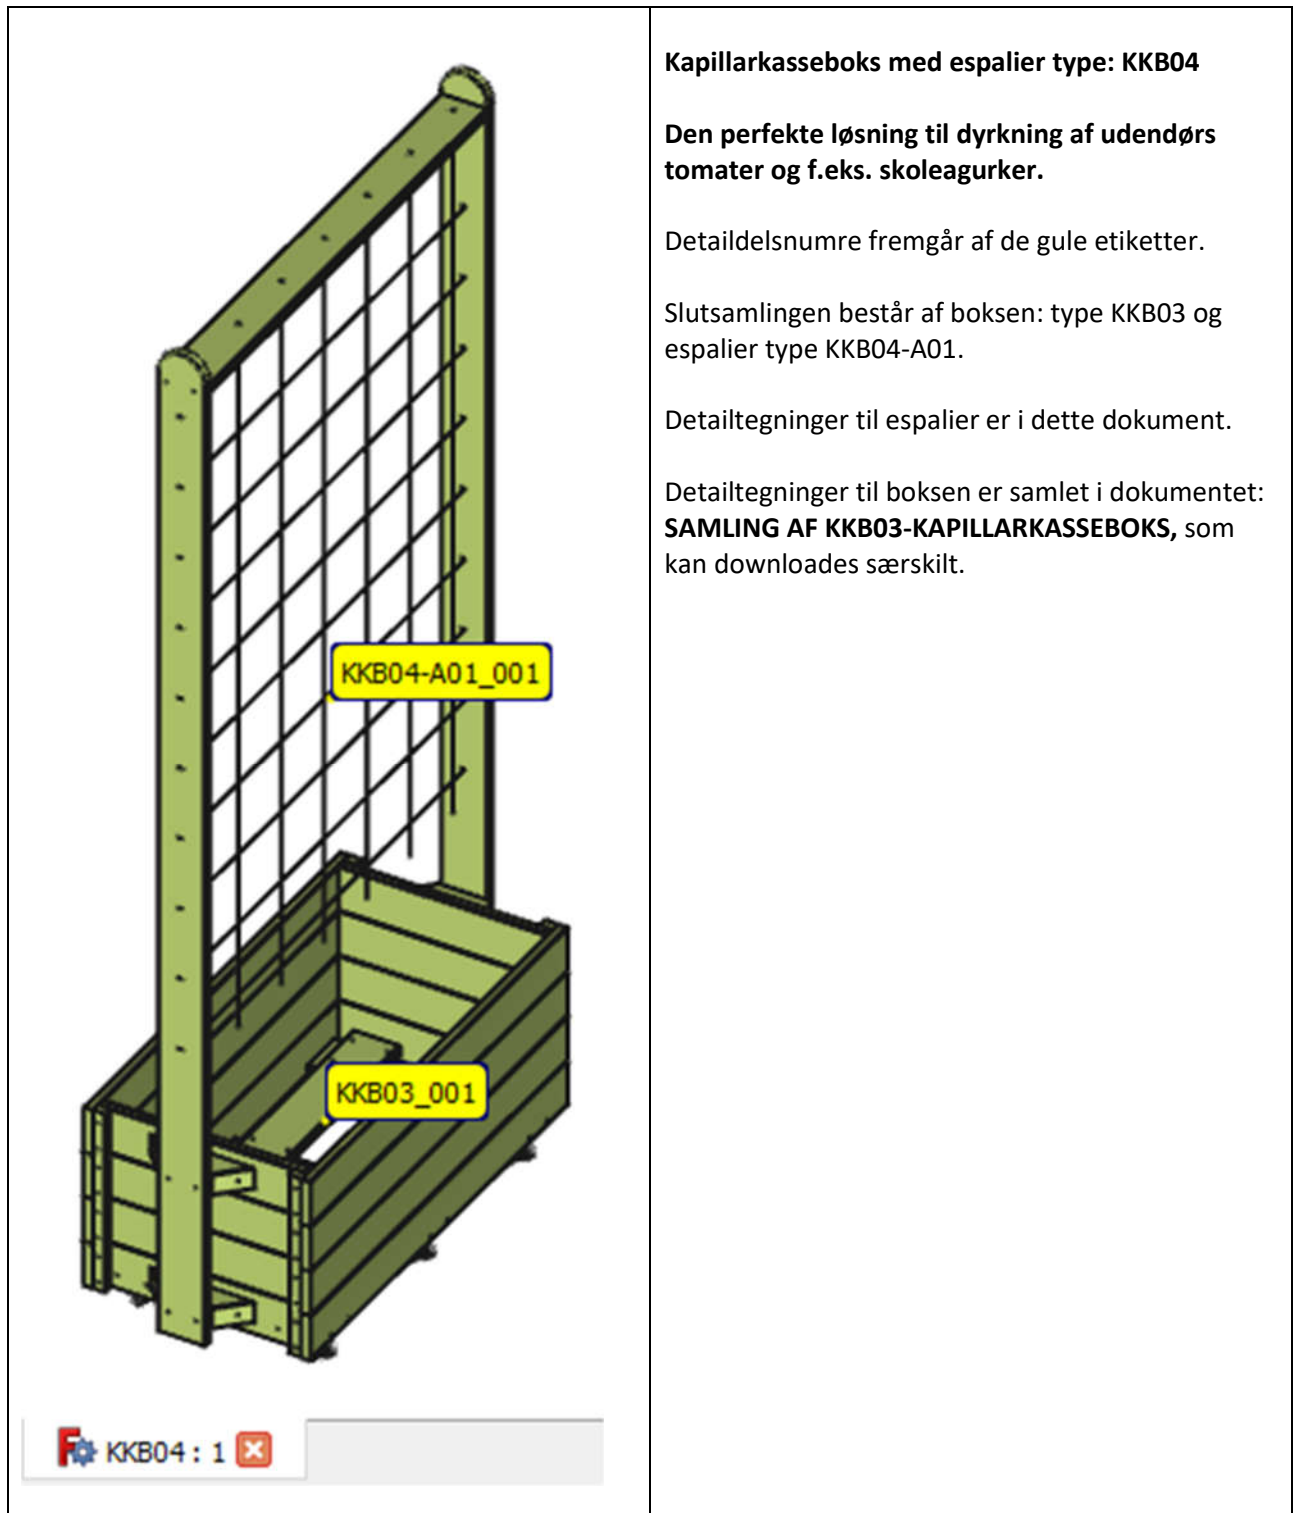 Kapillarkasseboks med espalier type: KKB04
Den perfekte løsning til dyrkning af udendørs
tomater og f.eks. skoleagurker.
Detaildelsnumre fremgår af de gule etiketter.
Slutsamlingen består af boksen: type KKB03 og
espalier type KKB04-A01.
Detailtegninger til espalier er i dette dokument.
Detailtegninger til boksen er samlet i dokumentet:
SAMLING AF KKB03-KAPILLARKASSEBOKS, som
kan downloades særskilt.
KKB04-A01_001
KKB03_001
KKB04 : 1